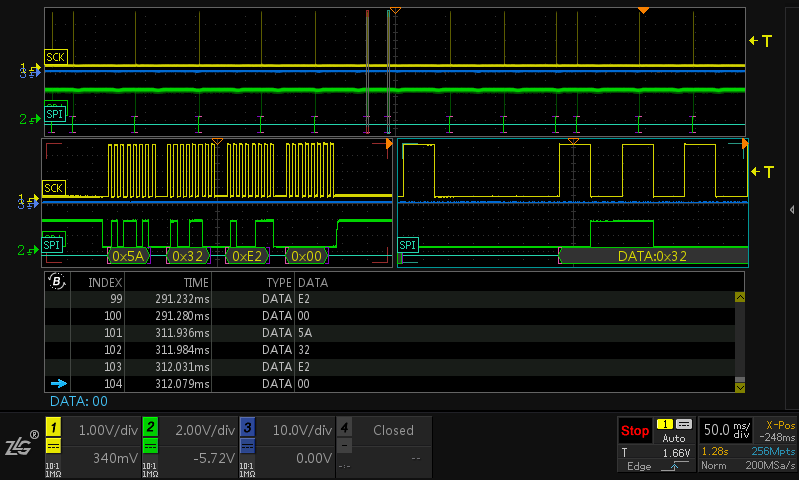 SCK
T
1
3
2
SPI
SCK
T
1
3
2
SPI
SPI
0x5A 0x32 0xE2 0x00
DATA:0x32
B INDEX TIME TYPE DATA
99 291.232ms DATA E2
100 291.280ms DATA 00
101 311.936ms DATA 5A
102 311.984ms DATA 32
103 312.031ms DATA E2
104 312.079ms DATA 00
DATA: 00
ZLG®
1 1.00V/div 340mV 10:1 1MΩ
2 2.00V/div -5.72V 10:1 1MΩ
3 10.0V/div 0.00V 10:1 1MΩ
4 Closed -- -:-
Stop 1 Auto
T 1.66V
Edge
50.0 ms/div X-Pos -248ms
1.28s 256Mpts
Norm 200MSa/s